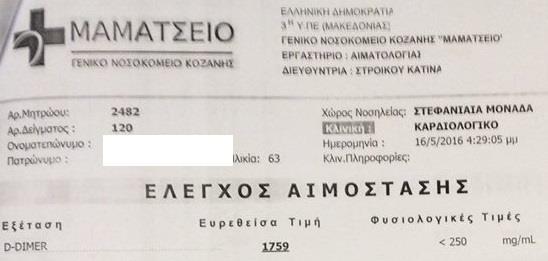 ΜΑΜΑΤΣΕΙΟ
ΓΕΝΙΚΟ ΝΟΣΟΚΟΜΕΙΟ ΚΟΖΑΝΗΣ
ΕΛΛΗΝΙΚΗ ΔΗΜΟΚΡΑΤΙΑ
3Η Υ.ΠΕ (ΜΑΚΕΔΟΝΙΑΣ)
ΓΕΝΙΚΟ ΝΟΣΟΚΟΜΕΙΟ ΚΟΖΑΝΗΣ "ΜΑΜΑΤΣΕΙΟ"
ΕΡΓΑΣΤΗΡΙΟ : ΑΙΜΑΤΟΛΟΓΙΑΣ
ΔΙΕΥΘΥΝΤΡΙΑ : ΣΤΡΟΙΚΟΥ ΚΑΤΙΝΑ
Αρ.Μητρώου: 2482
Αρ.Δείγματος : 120
Ονοματεπώνυμο :
Πατρώνυμο : λικία: 63
Χώρος Νοσηλείας: ΣΤΕΦΑΝΙΑΙΑ ΜΟΝΑΔΑ
Κλινική : ΚΑΡΔΙΟΛΟΓΙΚΟ
Ημερομηνία : 16/5/2016 4:29:05 μμ
Κλιν.Πληροφορίες:
ΕΛΕΓΧΟΣ ΑΙΜΟΣΤΑΣΗΣ
Εξέταση Ευρεθείσα Τιμή Φυσιολογικές Τιμές
D-DIMER 1759 < 250 mg/mL